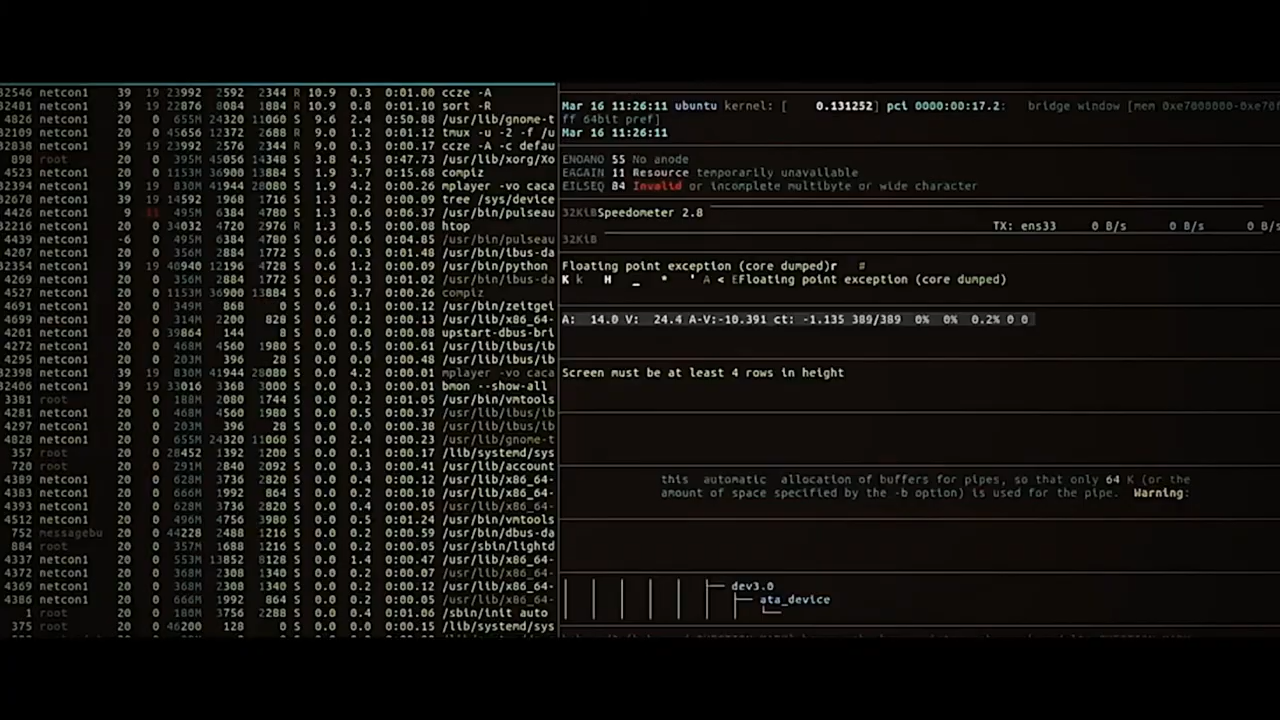 32546 netcon1 39 19 23992 2592 2344 R 10.9 0.3 0:01.00 ccze -A
32481 netcon1 39 19 22876 8084 1884 R 10.9 0.8 0:01.10 sort -R
4826 netcon1 20 0 655M 24320 11060 S 9.6 2.4 0:50.88 /usr/lib/gnome-t
32109 netcon1 39 19 45656 12372 2688 R 9.0 1.2 0:01.12 tmux -u -2 -f /u
32838 netcon1 39 19 23992 2576 2344 R 9.0 0.3 0:00.17 ccze -A -c defau
898 root 20 0 395M 45056 14348 S 3.8 4.5 0:47.73 /usr/lib/xorg/Xo
4523 netcon1 20 0 1153M 36900 13884 S 1.9 3.7 0:15.68 compiz
32394 netcon1 39 19 830M 41944 28080 S 1.9 4.2 0:00.26 mplayer -vo caca
32678 netcon1 39 19 14592 1968 1716 S 1.3 0.2 0:00.09 tree /sys/device
4426 netcon1 9 11 495M 6384 4780 S 1.3 0.6 0:06.37 /usr/bin/pulseau
32216 netcon1 20 0 34032 4720 2976 R 1.3 0.5 0:00.08 htop
4439 netcon1 -6 0 495M 6384 4780 S 0.6 0.6 0:04.85 /usr/bin/pulseau
4207 netcon1 20 0 356M 2884 1772 S 0.6 0.3 0:01.48 /usr/bin/ibus-da
32354 netcon1 39 19 40940 12196 4728 S 0.6 1.2 0:00.09 /usr/bin/python
4269 netcon1 20 0 356M 2884 1772 S 0.6 0.3 0:01.02 /usr/bin/ibus-da
4527 netcon1 20 0 1153M 36900 13884 S 0.6 3.7 0:00.26 compiz
4691 netcon1 20 0 349M 868 0 S 0.6 0.1 0:00.12 /usr/bin/zeitgei
4699 netcon1 20 0 314M 2200 828 S 0.6 0.2 0:00.13 /usr/lib/x86_64-
4201 netcon1 20 0 39864 144 8 S 0.0 0.0 0:00.08 upstart-dbus-bri
4272 netcon1 20 0 468M 4560 1980 S 0.0 0.5 0:00.61 /usr/lib/ibus/ib
4295 netcon1 20 0 203M 396 28 S 0.0 0.0 0:00.48 /usr/lib/ibus/ib
32398 netcon1 39 19 830M 41944 28080 S 0.0 4.2 0:00.01 mplayer -vo caca
32406 netcon1 39 19 33016 3368 3000 S 0.0 0.3 0:00.01 bmon --show-all
3381 root 20 0 188M 2080 1744 S 0.0 0.2 0:01.05 /usr/bin/vmtools
4281 netcon1 20 0 468M 4560 1980 S 0.0 0.5 0:00.37 /usr/lib/ibus/ib
4297 netcon1 20 0 203M 396 28 S 0.0 0.0 0:00.38 /usr/lib/ibus/ib
4828 netcon1 20 0 655M 24320 11060 S 0.0 2.4 0:00.23 /usr/lib/gnome-t
357 root 20 0 28452 1392 1200 S 0.0 0.1 0:00.17 /lib/systemd/sys
720 root 20 0 291M 2840 2092 S 0.0 0.3 0:00.41 /usr/lib/account
4389 netcon1 20 0 628M 3736 2820 S 0.0 0.4 0:00.12 /usr/lib/x86_64-
4383 netcon1 20 0 666M 1992 864 S 0.0 0.2 0:00.10 /usr/lib/x86_64-
4393 netcon1 20 0 628M 3736 2820 S 0.0 0.4 0:00.05 /usr/lib/x86_64-
4512 netcon1 20 0 496M 4756 3980 S 0.0 0.5 0:01.24 /usr/bin/vmtools
752 messagebu 20 0 44228 2488 1216 S 0.0 0.2 0:00.59 /usr/bin/dbus-da
884 root 20 0 357M 1688 1216 S 0.0 0.2 0:00.05 /usr/sbin/lightd
4337 netcon1 20 0 553M 13852 8128 S 0.0 1.4 0:00.47 /usr/lib/x86_64-
4372 netcon1 20 0 368M 2308 1340 S 0.0 0.2 0:00.07 /usr/lib/x86_64-
4369 netcon1 20 0 368M 2308 1340 S 0.0 0.2 0:00.12 /usr/lib/x86_64-
4386 netcon1 20 0 666M 1992 864 S 0.0 0.2 0:00.05 /usr/lib/x86_64-
1 root 20 0 180M 3756 2288 S 0.0 0.4 0:01.06 /sbin/init auto
375 root 20 0 46200 128 0 S 0.0 0.0 0:00.15 /lib/systemd/sys
Mar 16 11:26:11 ubuntu kernel: [ 0.131252] pci 0000:00:17.2: bridge window [mem 0xe7000000-0xe70
ff 64bit pref]
Mar 16 11:26:11
ENOANO 55 No anode
EAGAIN 11 Resource temporarily unavailable
EILSEQ 84 Invalid or incomplete multibyte or wide character
32KiBSpeedometer 2.8
TX: ens33 0 B/s 0 B/s 0 B/s
32KiB
Floating point exception (core dumped)r #
K k H _ * ' A < EFloating point exception (core dumped)
A: 14.0 V: 24.4 A-V:-10.391 ct: -1.135 389/389 0% 0% 0.2% 0 0
Screen must be at least 4 rows in height
this automatic allocation of buffers for pipes, so that only 64 K (or the
amount of space specified by the -b option) is used for the pipe. Warning:
dev3.0
ata_device